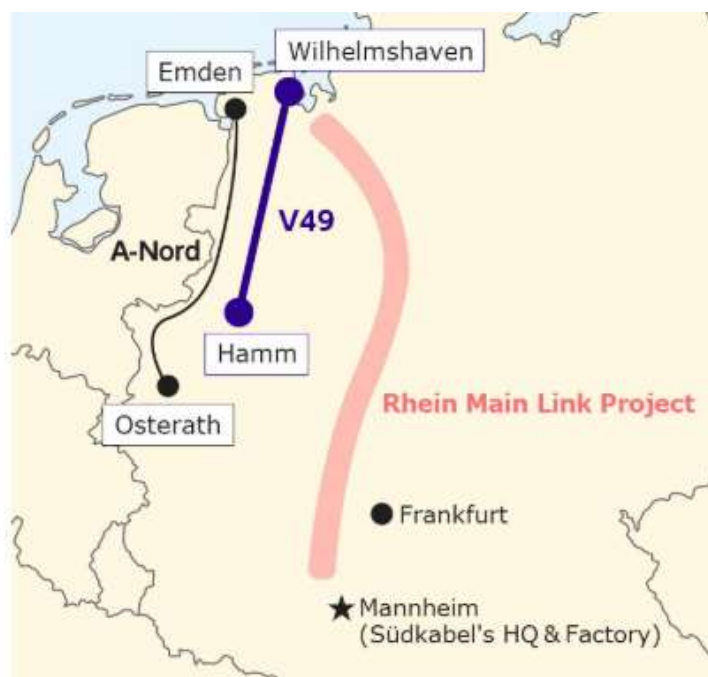 Wilhelmshaven
Emden
V49
A-Nord
Hamm
Rhein Main Link Project
Osterath
Frankfurt
Mannheim
(Südkabel's HQ & Factory)